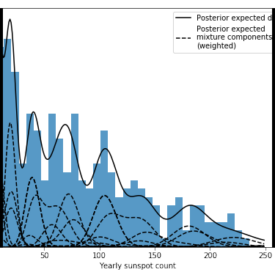 Posterior expected d
Posterior expected
mixture components
(weighted)
50
100
150
200
250
Yearly sunspot count